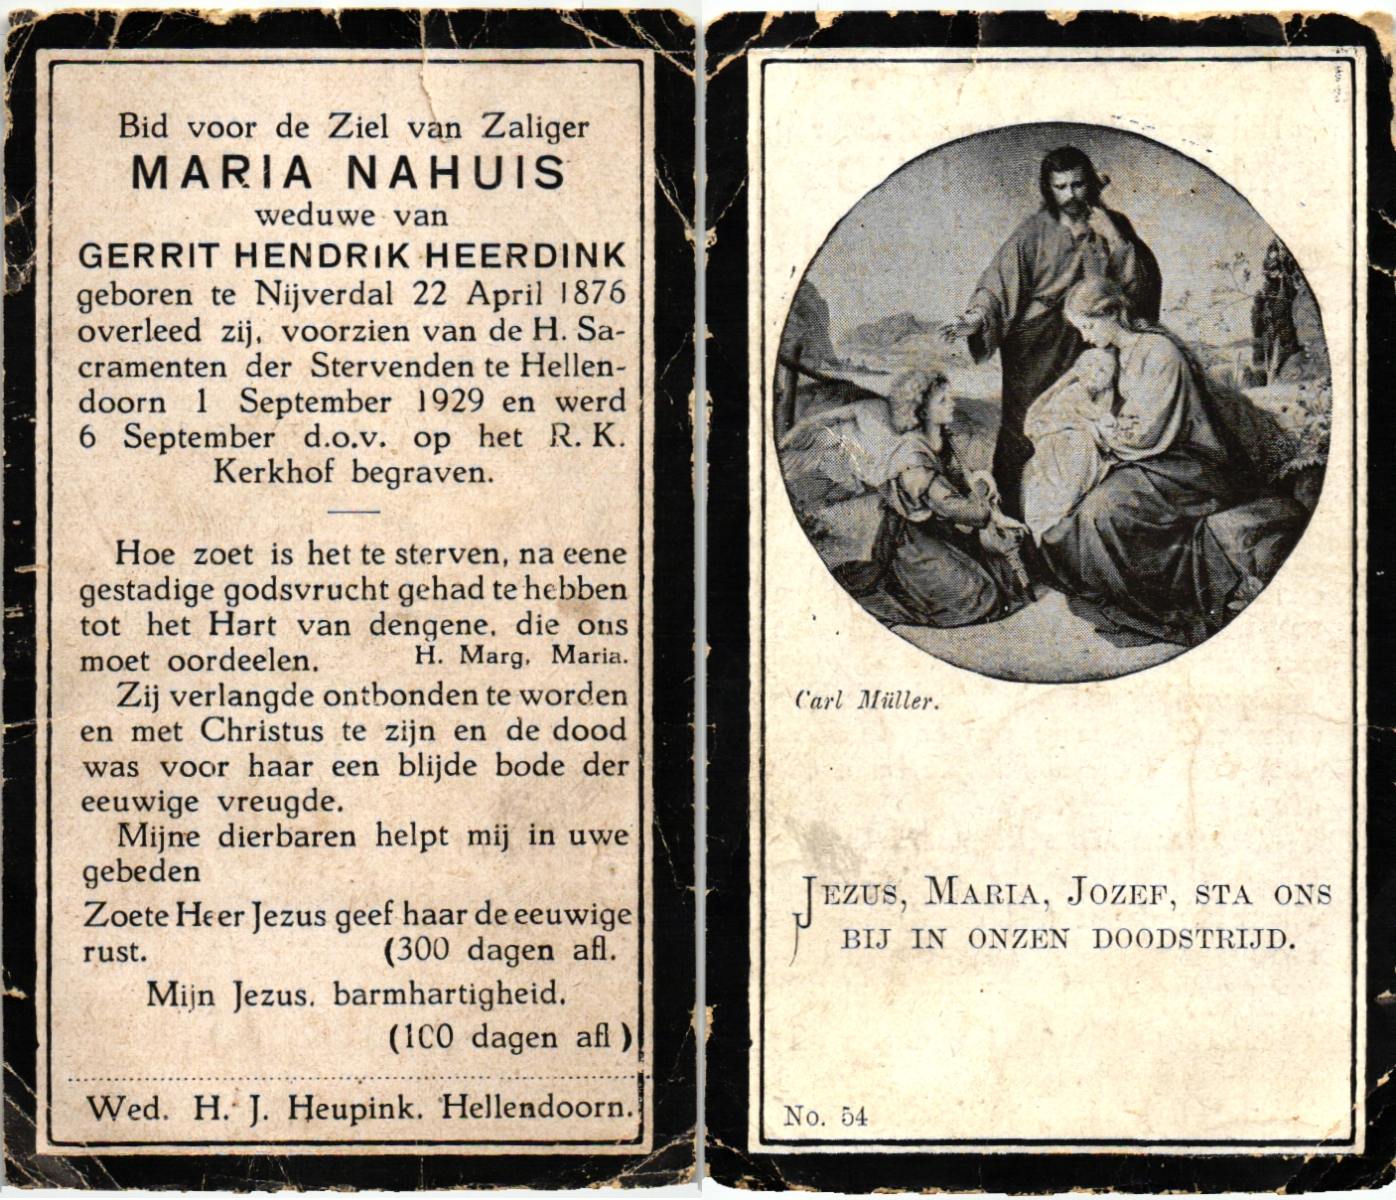 Bid voor de Ziel van Zaliger
MARIA NAHUIS
weduwe van
GERRIT HENDRIK HEERDINK
geboren te Nijverdal 22 April 1876
overleed zij, voorzien van de H. Sa-
cramenten der Stervenden te Hellen-
doorn 1 September 1929 en werd
6 September d.o.v. op het R. K.
Kerkhof begraven.
Hoe zoet is het te sterven, na eene
gestadige godsvrucht gehad te hebben
tot het Hart van dengene, die ons
moet oordeelen. H. Marg. Maria.
Zij verlangde ontbonden te worden
en met Christus te zijn en de dood
was voor haar een blijde bode der
eeuwige vreugde.
Mijne dierbaren helpt mij in uwe
gebeden
Zoete Heer Jezus geef haar de eeuwige
rust. (300 dagen afl.
Mijn Jezus. barmhartigheid.
(100 dagen afl )
Wed. H. J. Heupink. Hellendoorn.
Carl Müller.
JEZUS, MARIA, JOZEF, STA ONS
BIJ IN ONZEN DOODSTRIJD.
No. 54